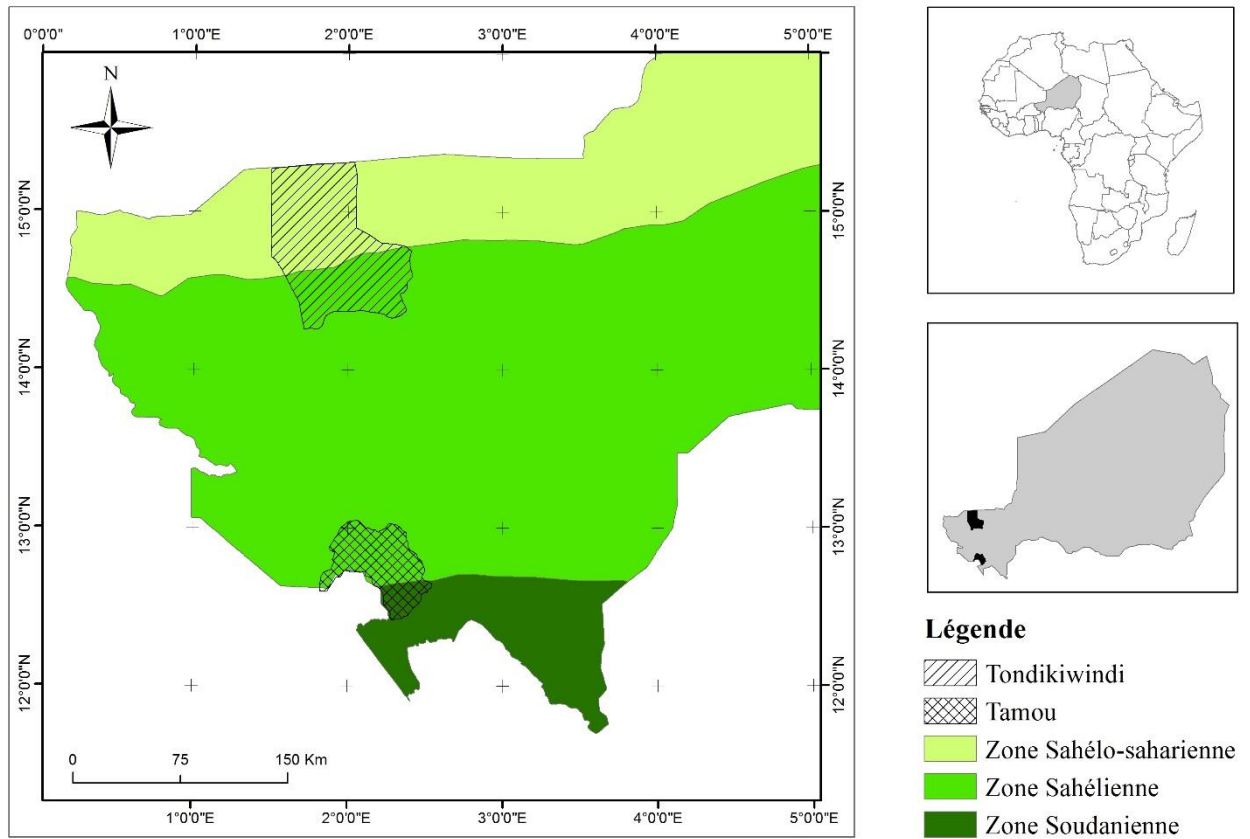 0°0'0" 1°0'0"E 2°0'0"E 3°0'0"E 4°0'0"E 5°0'0"E
N
15°0'0"N 15°0'0"N
14°0'0"N 14°0'0"N
13°0'0"N 13°0'0"N
12°0'0"N 12°0'0"N
0 75 150 Km
1°0'0"E 2°0'0"E 3°0'0"E 4°0'0"E 5°0'0"E
Légende
Tondikiwindi
Tamou
Zone Sahélo-saharienne
Zone Sahélienne
Zone Soudanienne